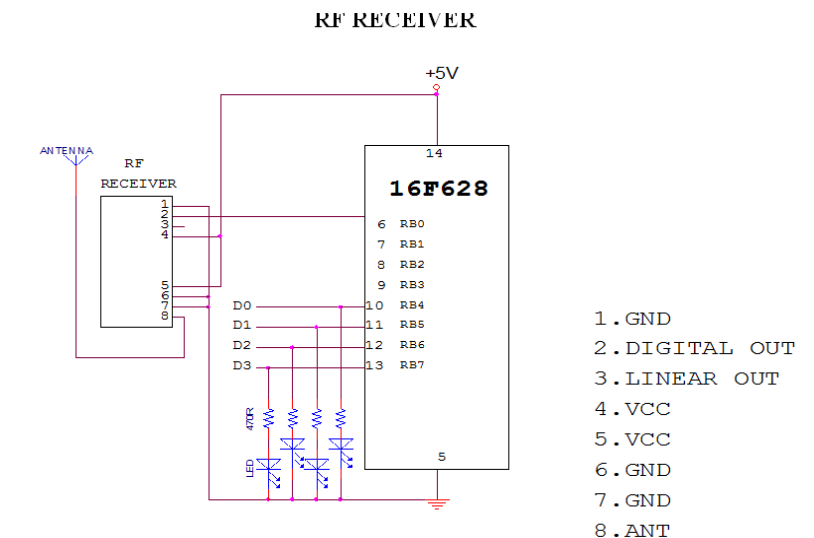 RF RECEIVER
+5V
ANTENNA
RF
RECEIVER
1
2
3
4
5
6
7
8
14
16F628
6 RB0
7 RB1
8 RB2
9 RB3
D0 10 RB4
D1 11 RB5
D2 12 RB6
D3 13 RB7
470R
LED
5
1.GND
2.DIGITAL OUT
3.LINEAR OUT
4.VCC
5.VCC
6.GND
7.GND
8.ANT